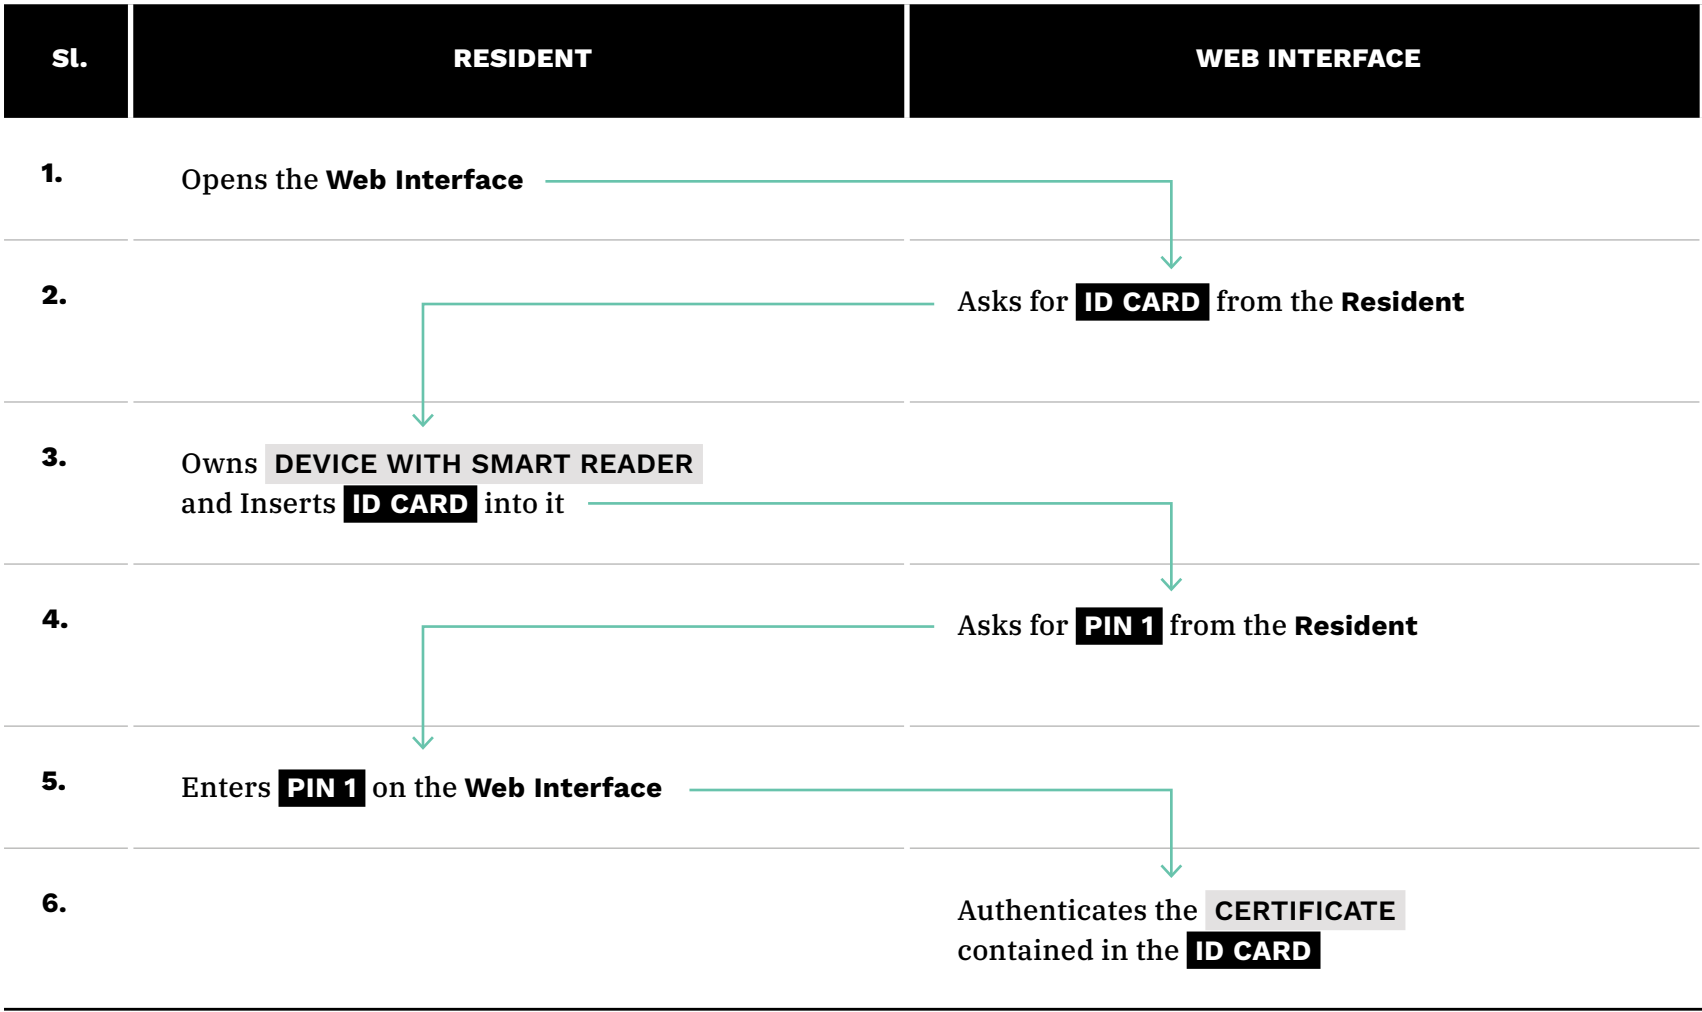 Sl. RESIDENT WEB INTERFACE
1. Opens the Web Interface
2. Asks for ID CARD from the Resident
3. Owns DEVICE WITH SMART READER
and Inserts ID CARD into it
4. Asks for PIN 1 from the Resident
5. Enters PIN 1 on the Web Interface
6. Authenticates the CERTIFICATE
contained in the ID CARD